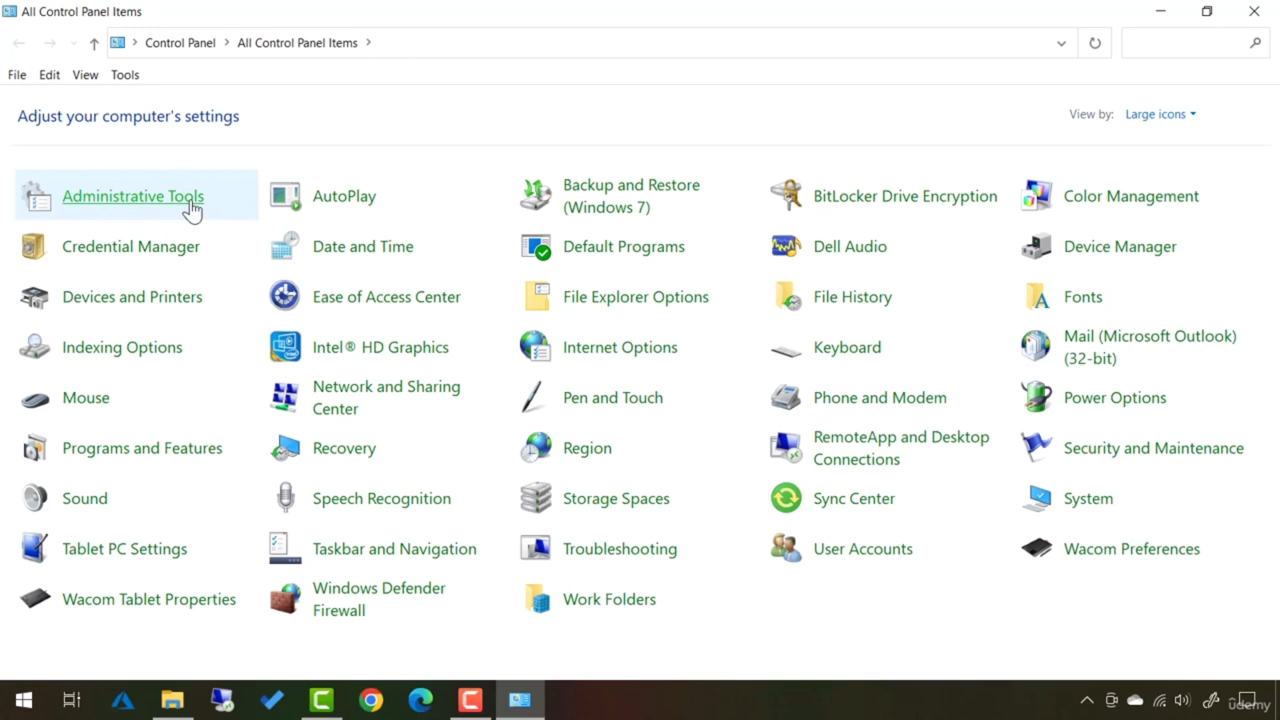 All Control Panel Items
Control Panel
All Control Panel Items
File Edit View Tools
Adjust your computer's settings
View by: Large icons
Administrative Tools
AutoPlay
Backup and Restore
(Windows 7)
BitLocker Drive Encryption
Color Management
Credential Manager
Date and Time
Default Programs
Dell Audio
Device Manager
Devices and Printers
Ease of Access Center
File Explorer Options
File History
Fonts
Indexing Options
Intel® HD Graphics
Internet Options
Keyboard
Mail (Microsoft Outlook)
(32-bit)
Mouse
Network and Sharing
Center
Pen and Touch
Phone and Modem
Power Options
Programs and Features
Recovery
Region
RemoteApp and Desktop
Connections
Security and Maintenance
Sound
Speech Recognition
Storage Spaces
Sync Center
System
Tablet PC Settings
Taskbar and Navigation
Troubleshooting
User Accounts
Wacom Preferences
Wacom Tablet Properties
Windows Defender
Firewall
Work Folders
udemy